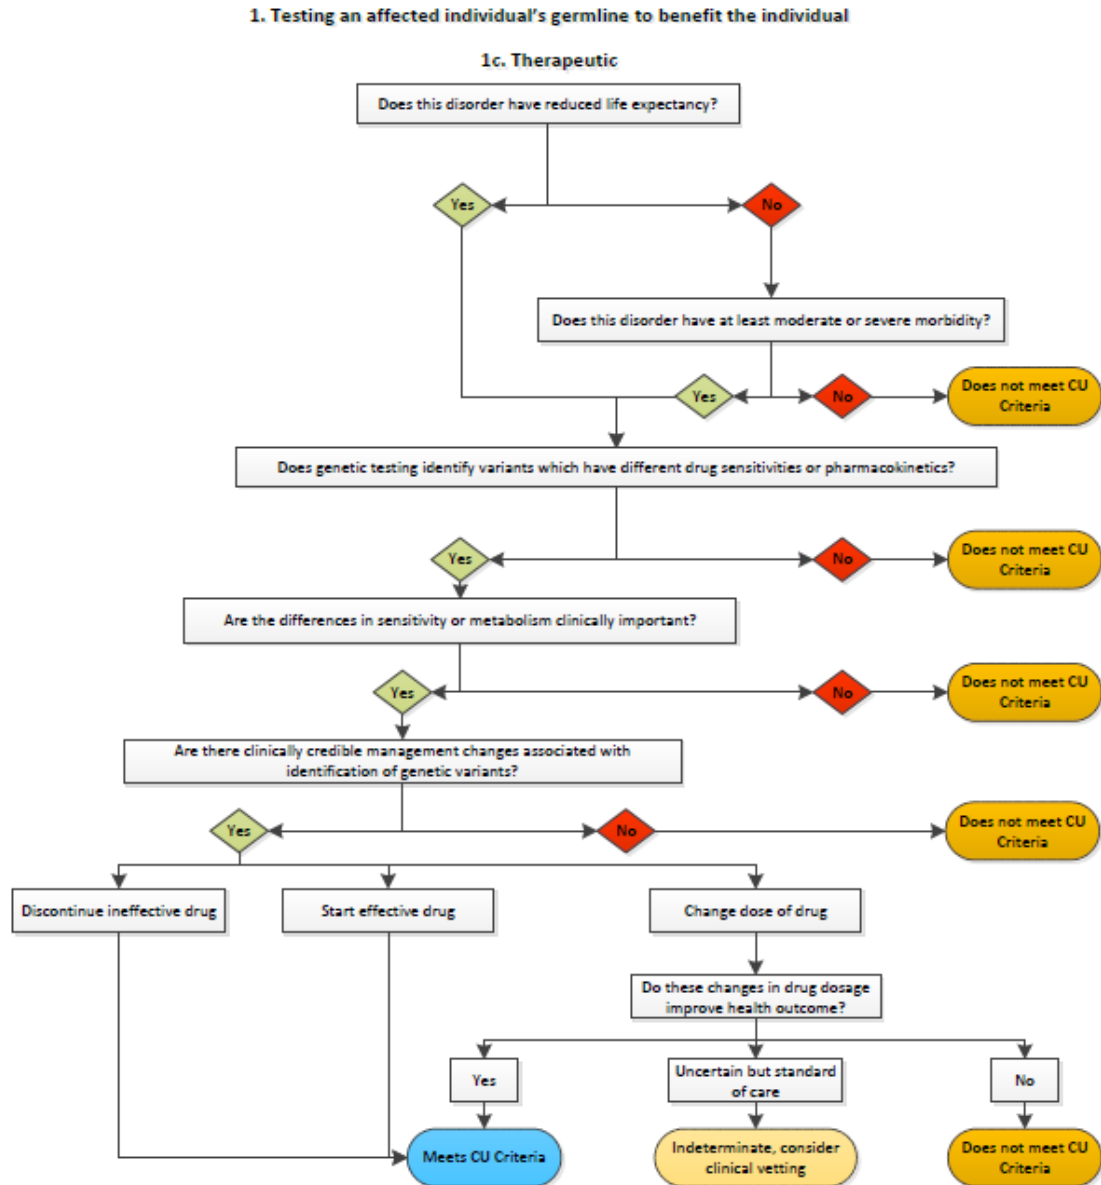 1. Testing an affected individual's germline to benefit the individual
1c. Therapeutic
Does this disorder have reduced life expectancy?
Yes
No
Does this disorder have at least moderate or severe morbidity?
Yes
No
Does not meet CU
Criteria
Does genetic testing identify variants which have different drug sensitivities or pharmacokinetics?
Yes
No
Does not meet CU
Criteria
Are the differences in sensitivity or metabolism clinically important?
Yes
No
Does not meet CU
Criteria
Are there clinically credible management changes associated with
identification of genetic variants?
Yes
No
Does not meet CU
Criteria
Discontinue ineffective drug
Start effective drug
Change dose of drug
Do these changes in drug dosage
improve health outcome?
Yes
Uncertain but standard
of care
No
Meets CU Criteria
Indeterminate, consider
clinical vetting
Does not meet CU
Criteria